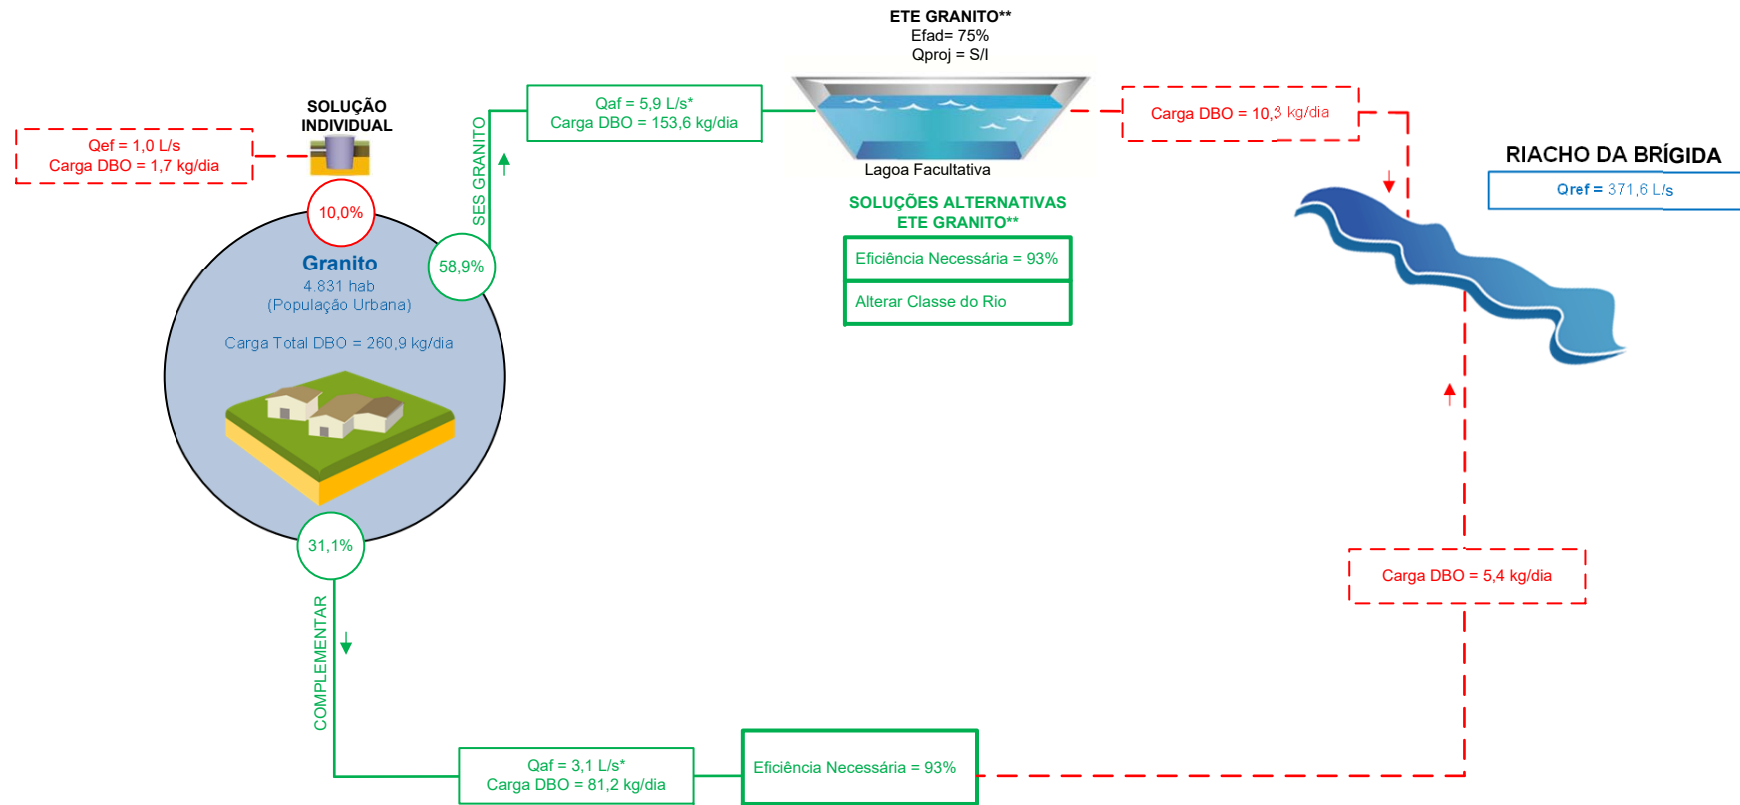 ETE GRANITO**
Efad= 75%
Qproj = S/I
Lagoa Facultativa
SOLUÇÃO
INDIVIDUAL
Qef = 1,0 L/s
Carga DBO = 1,7 kg/dia
10,0%
SES GRANITO
Qaf = 5,9 L/s*
Carga DBO = 153,6 kg/dia
Carga DBO = 10,3 kg/dia
RIACHO DA BRÍGIDA
Qref = 371,6 L/s
SOLUÇÕES ALTERNATIVAS
ETE GRANITO**
Eficiência Necessária = 93%
Alterar Classe do Rio
58,9%
Granito
4.831 hab
(População Urbana)
Carga Total DBO = 260,9 kg/dia
31,1%
COMPLEMENTAR
Qaf = 3,1 L/s*
Carga DBO = 81,2 kg/dia
Eficiência Necessária = 93%
Carga DBO = 5,4 kg/dia